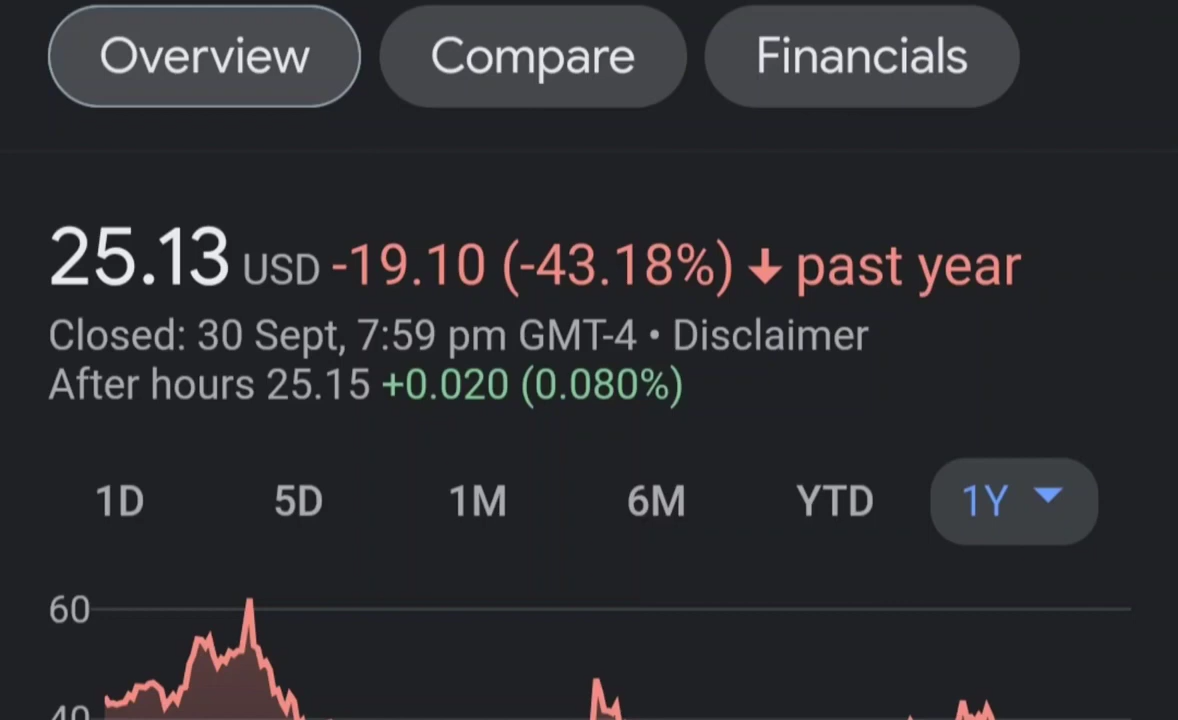 Overview Compare Financials
25.13 USD -19.10 (-43.18%) ↓ past year
Closed: 30 Sept, 7:59 pm GMT-4 • Disclaimer
After hours 25.15 +0.020 (0.080%)
1D 5D 1M 6M YTD 1Y
60
40